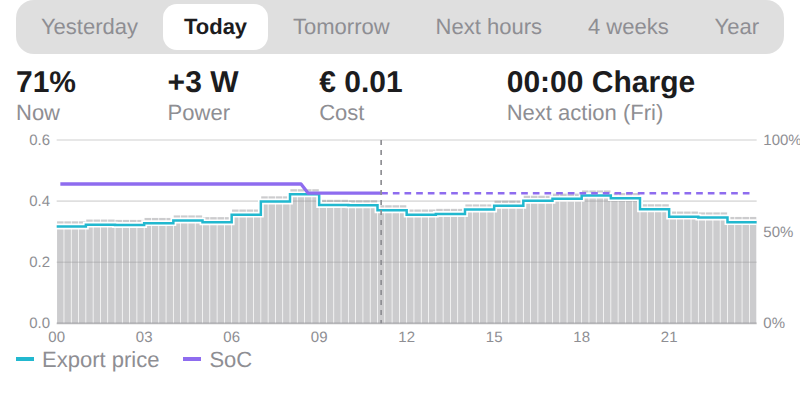 Yesterday Today Tomorrow Next hours 4 weeks Year
71% +3 W € 0.01 00:00 Charge
Now Power Cost Next action (Fri)
0.6 100%
0.4
50%
0.2
0.0 0%
00 03 06 09 12 15 18 21
Export price SoC